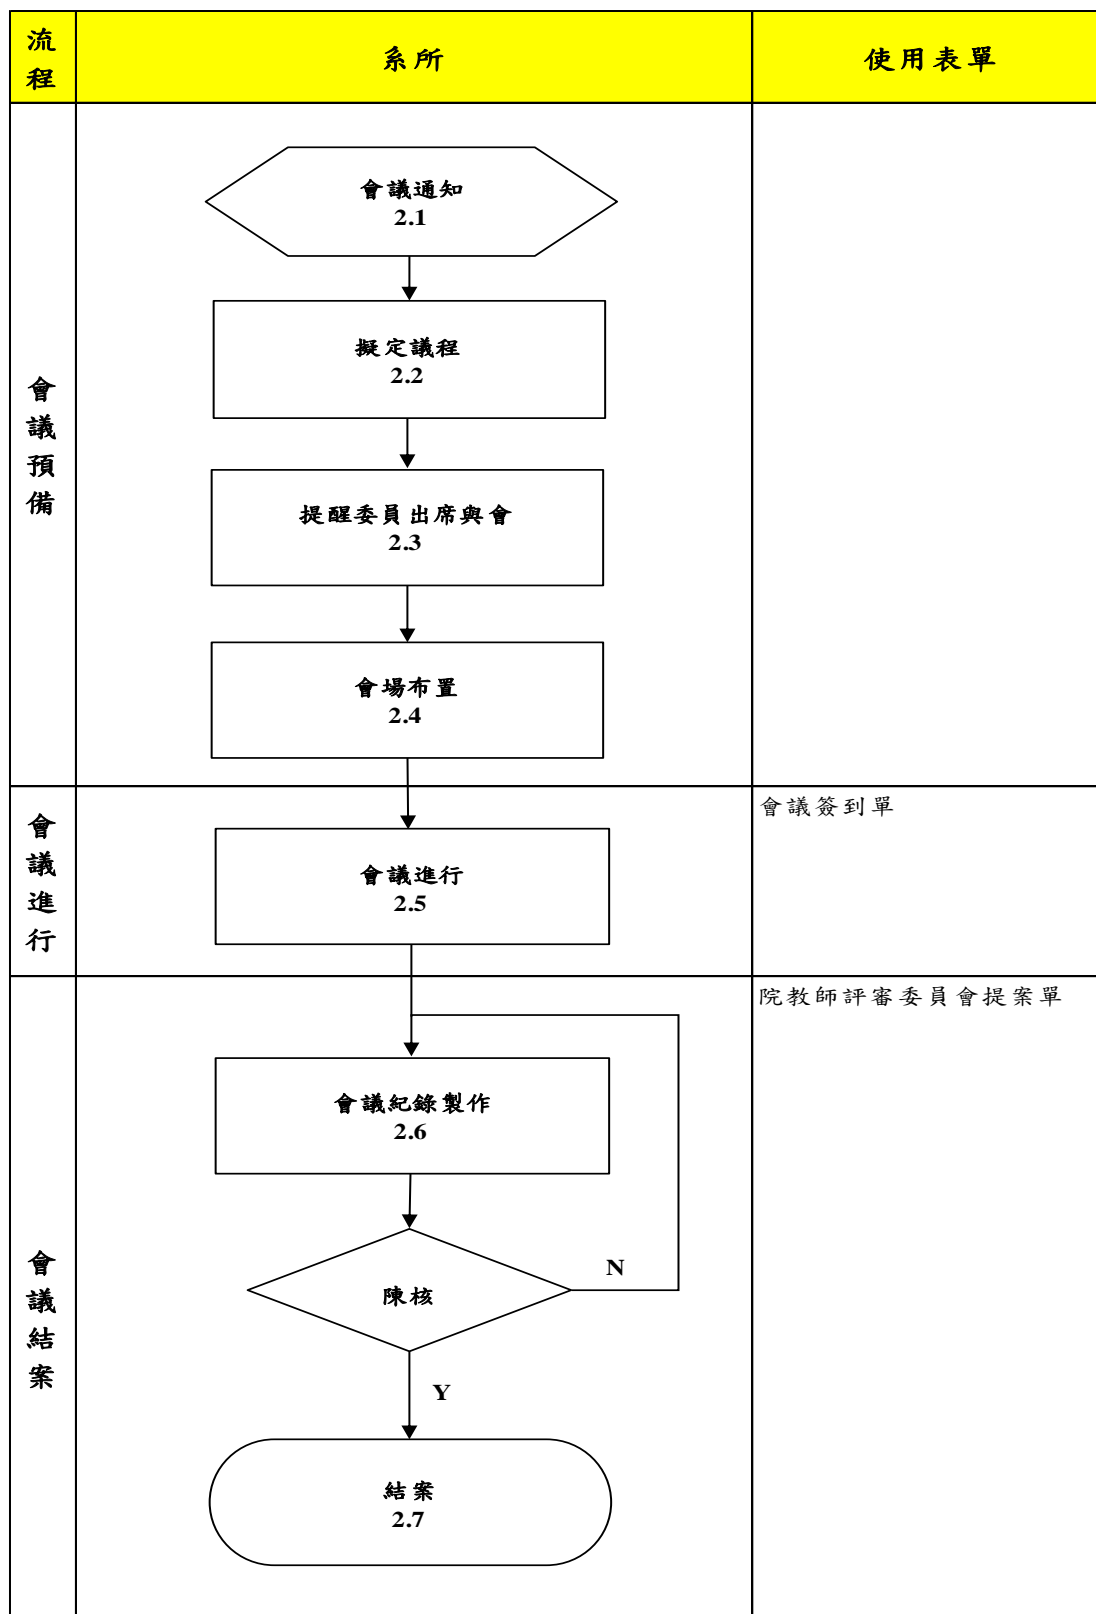 流程
系所
使用表單
會議預備
會議通知
2.1
擬定議程
2.2
提醒委員出席與會
2.3
會場布置
2.4
會議進行
會議簽到單
會議進行
2.5
會議結案
院教師評審委員會提案單
會議紀錄製作
2.6
陳核
N
Y
結案
2.7